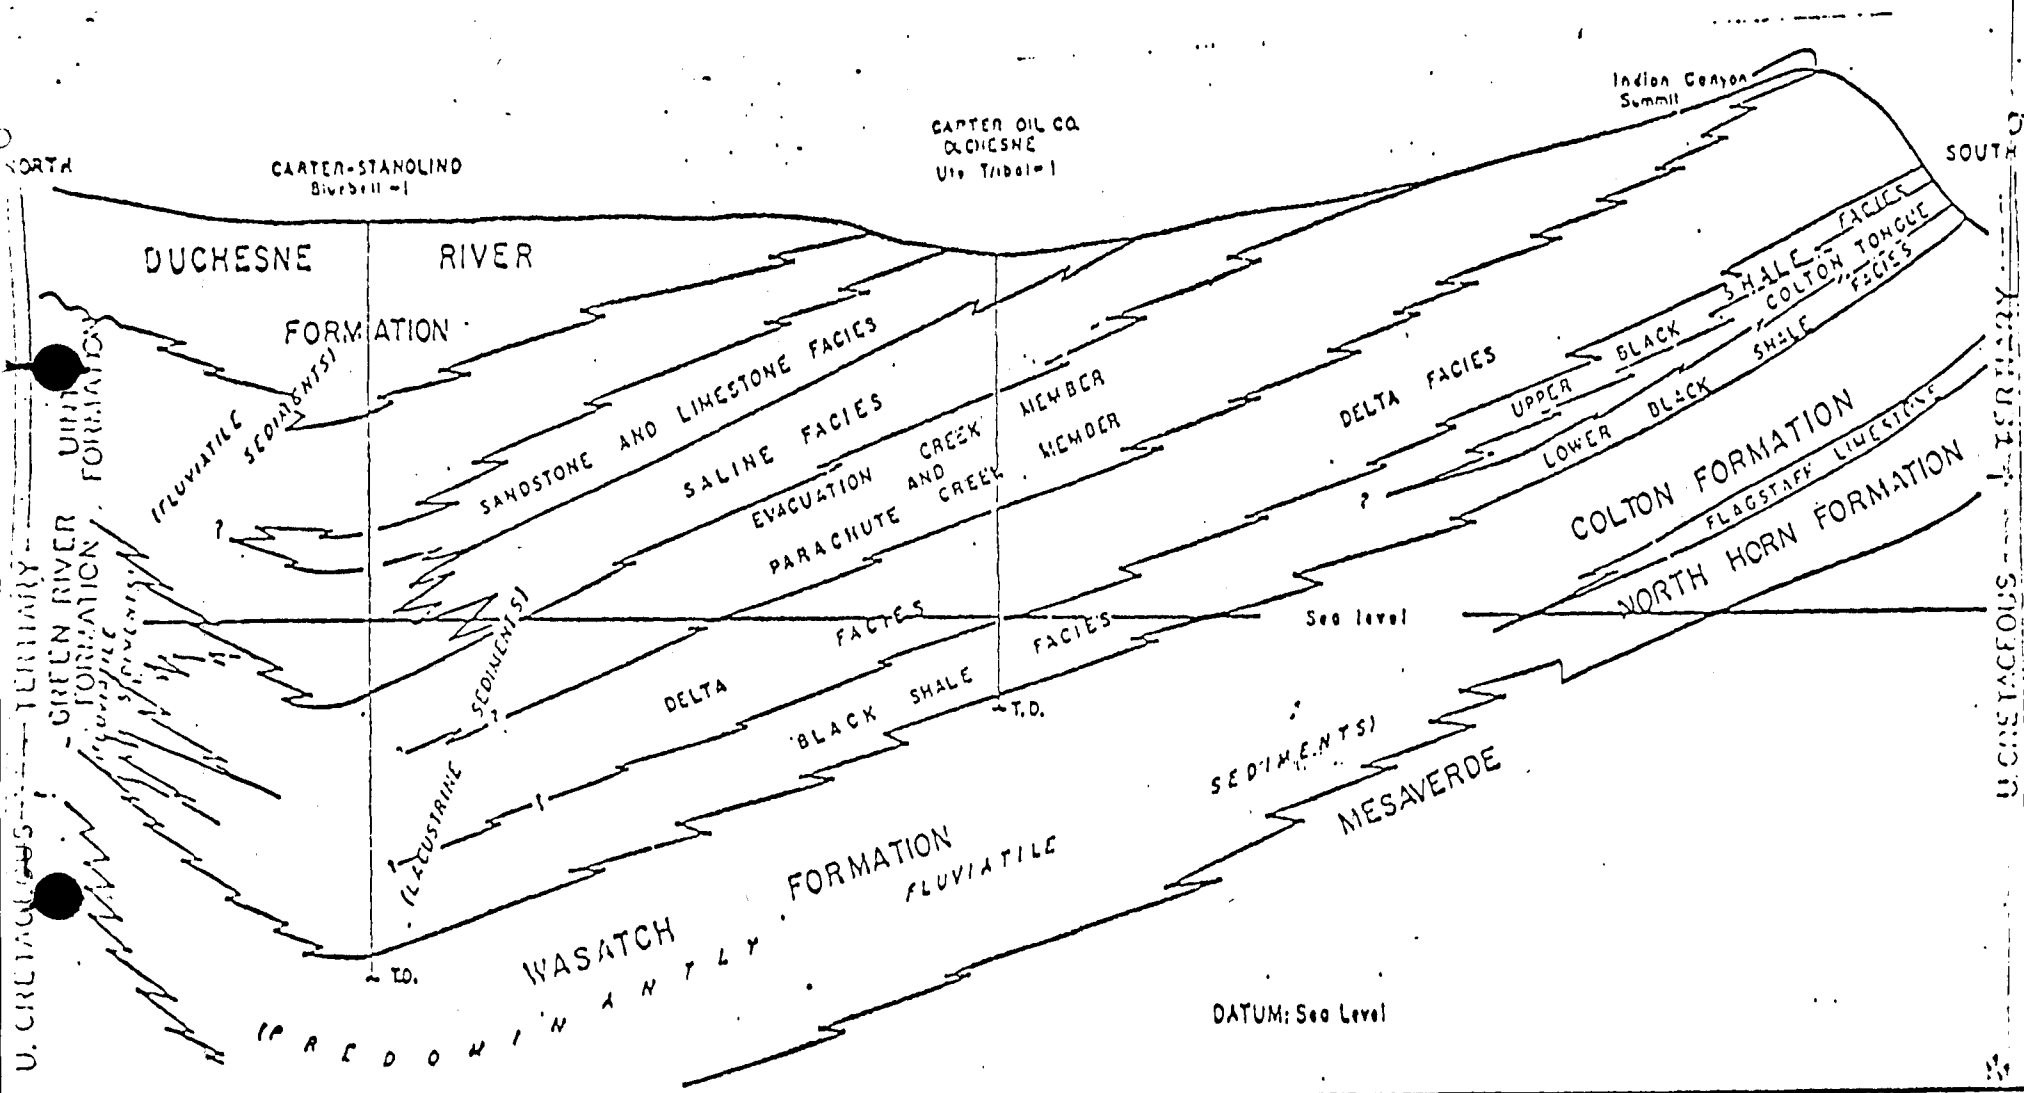 NORTH
CARTER-STANOLIND
Bluebell-1
CARTER OIL CO.
DUCHESNE
Ute Tribal-1
Indian Canyon
Summit
SOUTH
DUCHESNE RIVER
FORMATION
(FLUVIATILE
SEDIMENTS)
UINTA
FORMATION
SANDSTONE AND LIMESTONE FACIES
SALINE FACIES
EVACUATION CREEK MEMBER
AND
PARACHUTE CREEK MEMBER
DELTA FACIES
UPPER BLACK SHALE FACIES
COLTON TONGUE
LOWER BLACK SHALE FACIES
COLTON FORMATION
FLAGSTAFF LIMESTONE
NORTH HORN FORMATION
GREEN RIVER
FORMATION
?
?
?
Sea level
DELTA FACIES
BLACK SHALE FACIES
(LACUSTRINE SEDIMENTS)
T.D.
T.D.
WASATCH FORMATION
(PREDOMINANTLY FLUVIATILE SEDIMENTS)
MESAVERDE
DATUM: Sea Level
U. CRETACEOUS TERTIARY
U. CRETACEOUS TERTIARY